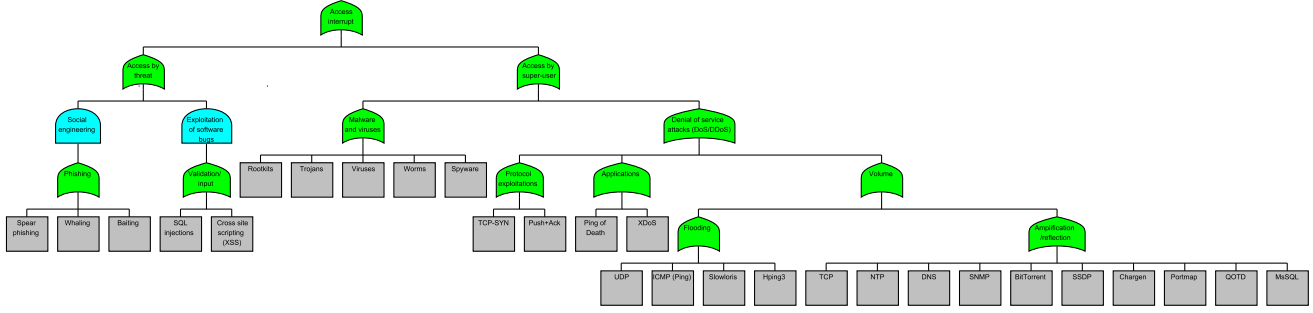 Access
interrupt
Access by
threat
Access by
super-user
Social
engineering
Exploitation
of software
bugs
Malware
and viruses
Denial of service
attacks (DoS/DDoS)
Phishing
Validation/
input
Rootkits
Trojans
Viruses
Worms
Spyware
Protocol
exploitations
Applications
Volume
Spear
phishing
Whaling
Baiting
SQL
injections
Cross site
scripting
(XSS)
TCP-SYN
Push+Ack
Ping of
Death
XDoS
Flooding
Amplification
/reflection
UDP
ICMP (Ping)
Slowloris
Hping3
TCP
NTP
DNS
SNMP
BitTorrent
SSDP
Chargen
Portmap
QOTD
MsSQL